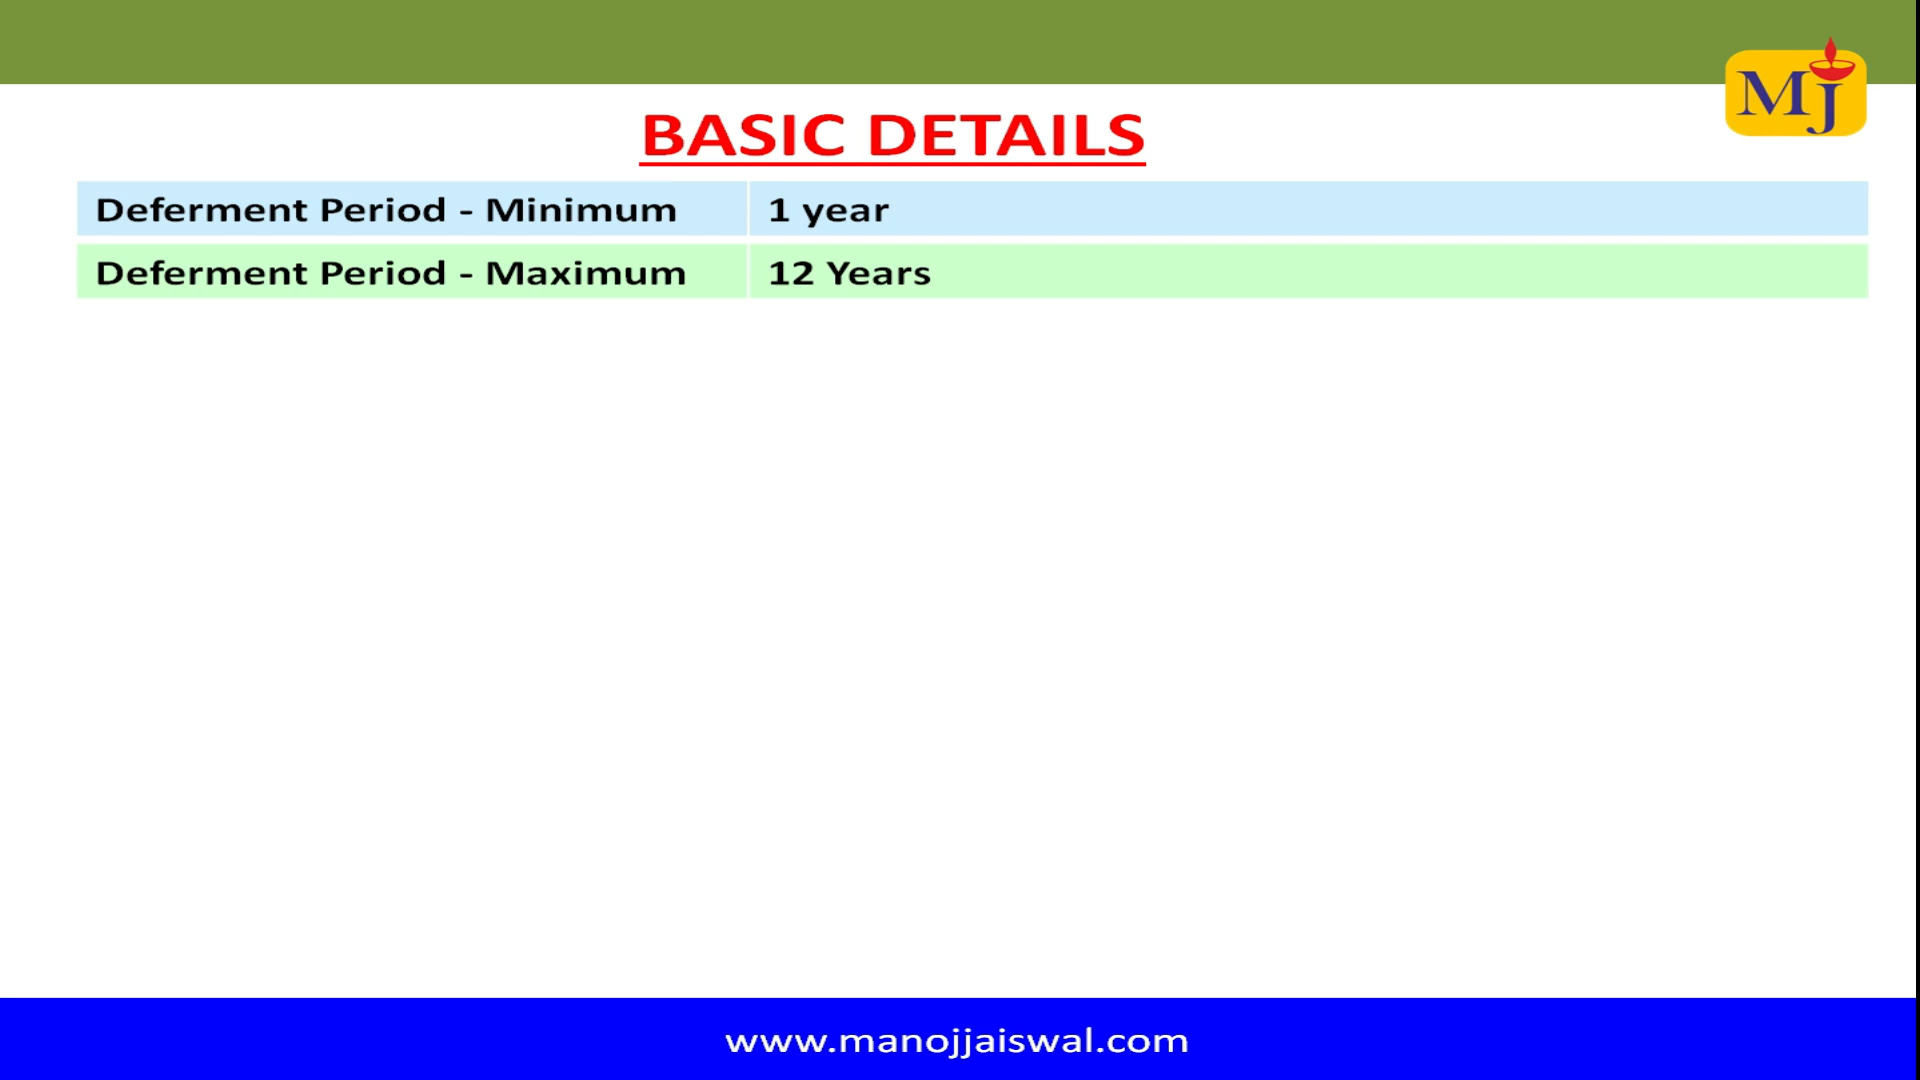 MJ
BASIC DETAILS
Deferment Period - Minimum 1 year
Deferment Period - Maximum 12 Years
www.manojjaiswal.com